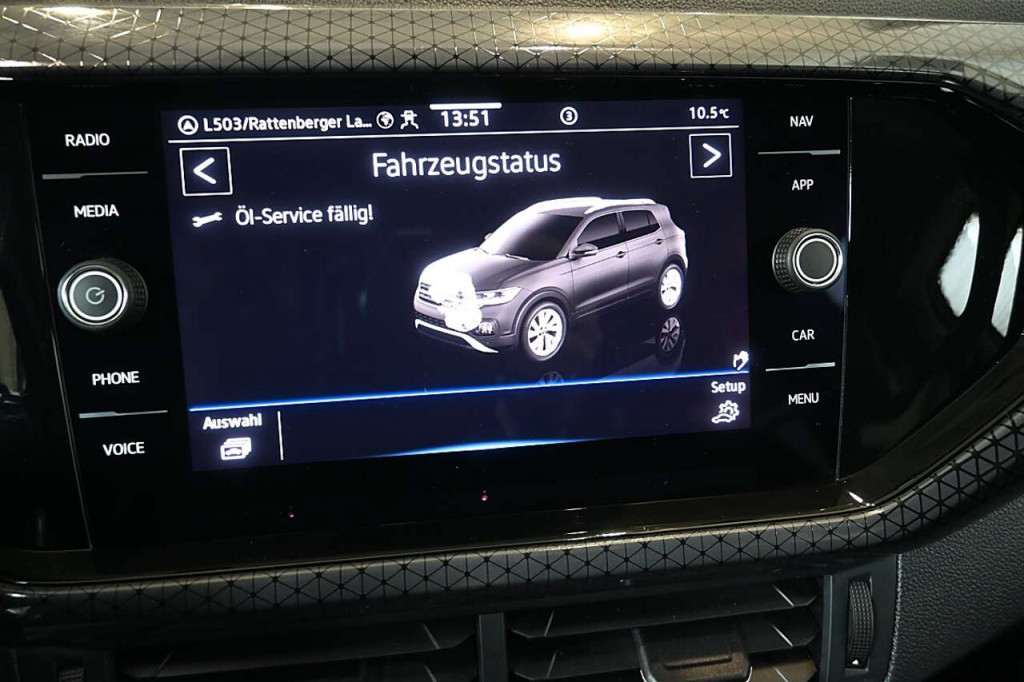 RADIO
MEDIA
PHONE
VOICE
L503/Rattenberger La...
13:51
3
10.5°C
Fahrzeugstatus
Öl-Service fällig!
Auswahl
Setup
NAV
APP
CAR
MENU